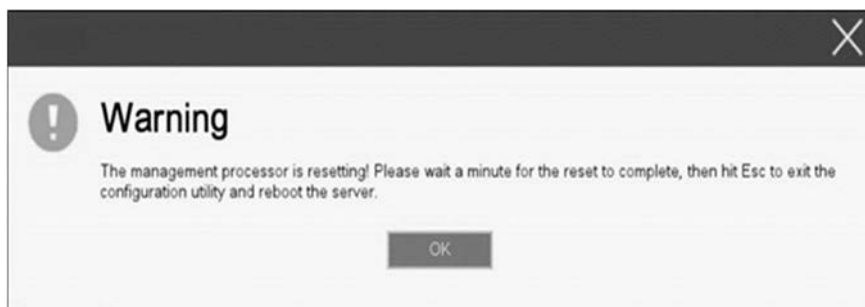 Warning
The management processor is resetting! Please wait a minute for the reset to complete, then hit Esc to exit the
configuration utility and reboot the server.
OK